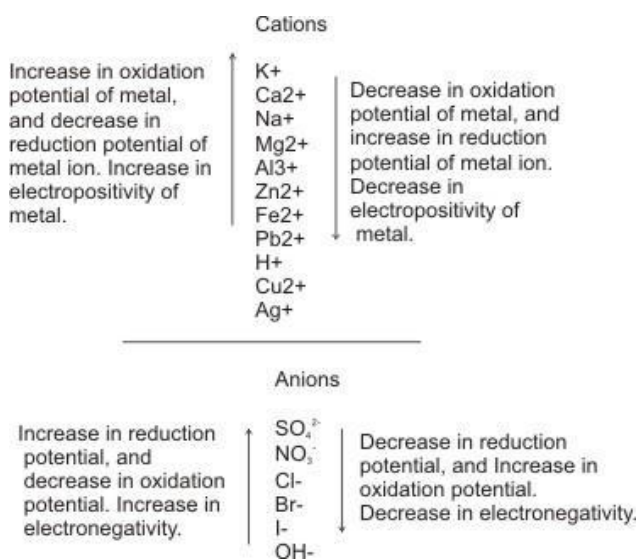 Cations
Increase in oxidation
potential of metal,
and decrease in
reduction potential of
metal ion. Increase in
electropositivity of
metal.
K+
Ca2+
Na+
Mg2+
Al3+
Zn2+
Fe2+
Pb2+
H+
Cu2+
Ag+
Decrease in oxidation
potential of metal, and
increase in reduction
potential of metal ion.
Decrease in
electropositivity of
metal.
Anions
Increase in reduction
potential, and
decrease in oxidation
potential. Increase in
electronegativity.
SO₄²⁻
NO₃⁻
Cl-
Br-
I-
OH-
Decrease in reduction
potential, and Increase in
oxidation potential.
Decrease in electronegativity.